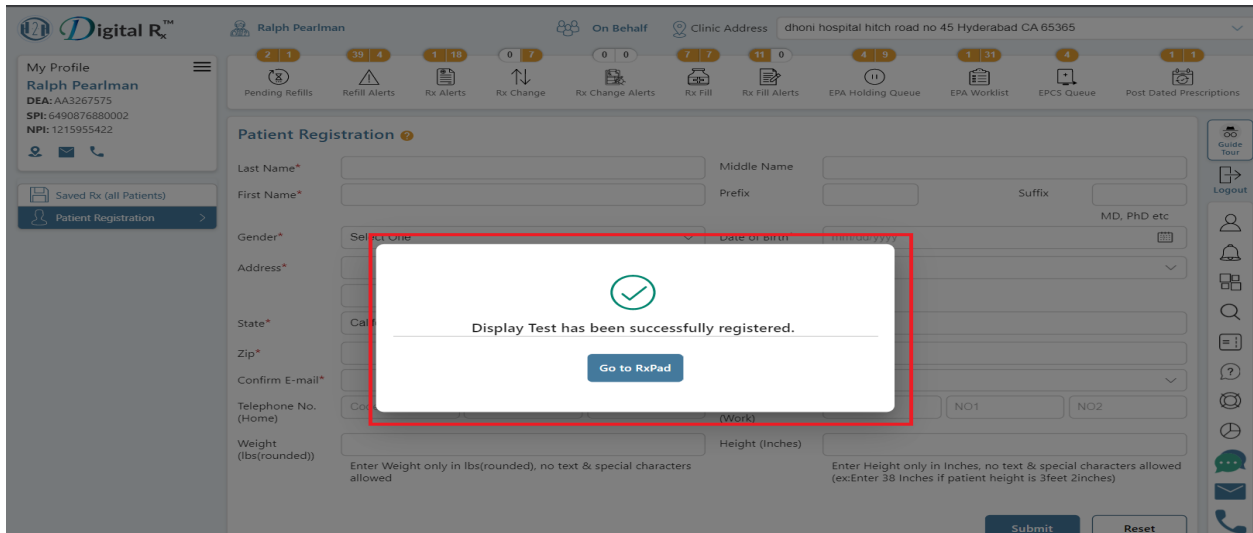 Digital Rx™
Ralph Pearlman
On Behalf
Clinic Address
dhoni hospital hitch road no 45 Hyderabad CA 65365
My Profile
Ralph Pearlman
DEA: AA3267575
SPI: 6490876880002
NPI: 1215955422
2 1
Pending Refills
39 4
Refill Alerts
1 18
Rx Alerts
0 7
Rx Change
0 0
Rx Change Alerts
7 7
Rx Fill
11 0
Rx Fill Alerts
4 9
EPA Holding Queue
1 31
EPA Worklist
4
EPCS Queue
1 1
Post Dated Prescriptions
Saved Rx (all Patients)
Patient Registration
Patient Registration ?
Last Name*
Middle Name
First Name*
Prefix
Suffix
MD, PhD etc
Gender*
Select One
Date of Birth*
mm/dd/yyyy
Address*
State*
Zip*
Confirm E-mail*
Telephone No.
(Home)
(Work)
NO1
NO2
Weight
(lbs(rounded))
Enter Weight only in lbs(rounded), no text & special characters
allowed
Height (Inches)
Enter Height only in Inches, no text & special characters allowed
(ex:Enter 38 Inches if patient height is 3feet 2inches)
Submit
Reset
Display Test has been successfully registered.
Go to RxPad
Guide
Tour
Logout